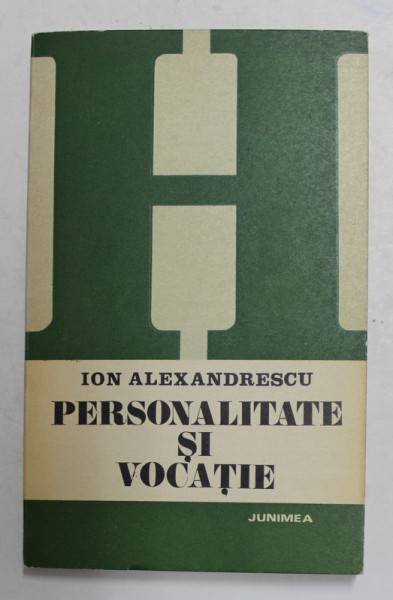 H
ION ALEXANDRESCU
PERSONALITATE
ȘI
VOCAȚIE
JUNIMEA